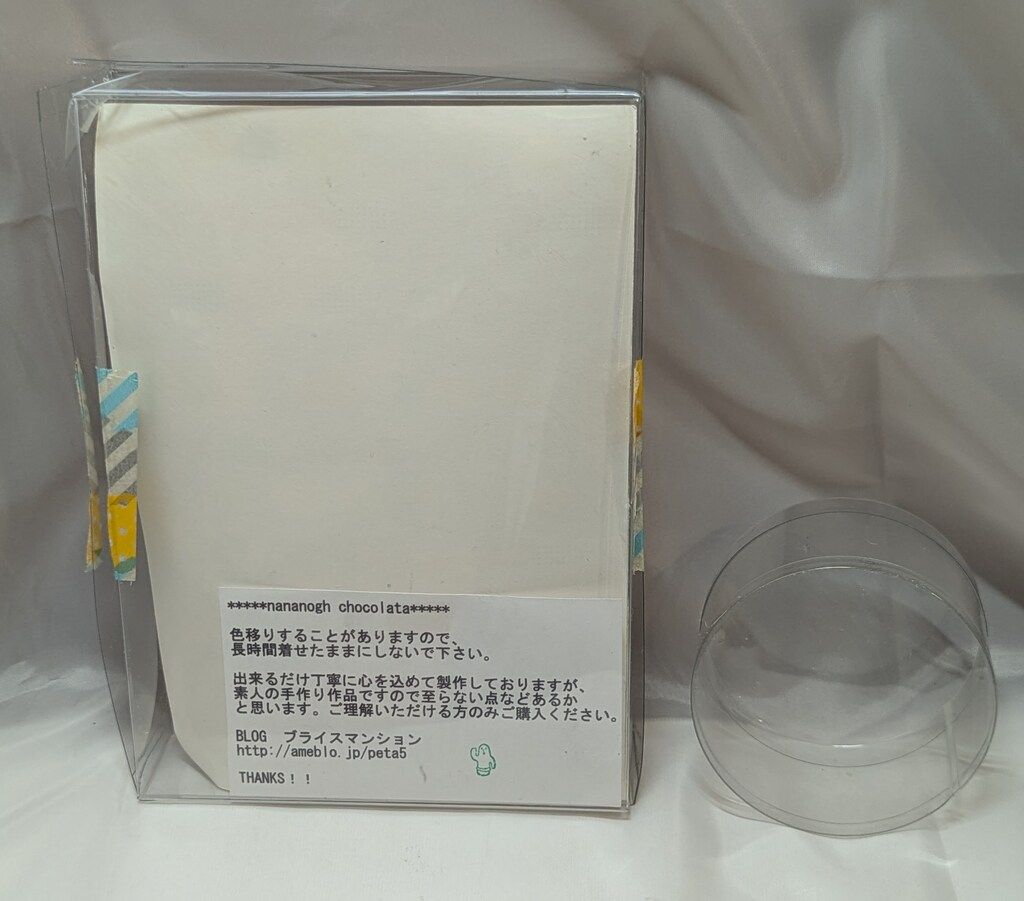 *****nananogh chocolata*****
色移りすることがありますので、
長時間着せたままにしないで下さい。
出来るだけ丁寧に心を込めて製作しておりますが、
素人の手作り作品ですので至らない点などあるか
と思います。ご理解いただける方のみご購入ください。
BLOG ブライスマンション
http://ameblo.jp/peta5
THANKS！！